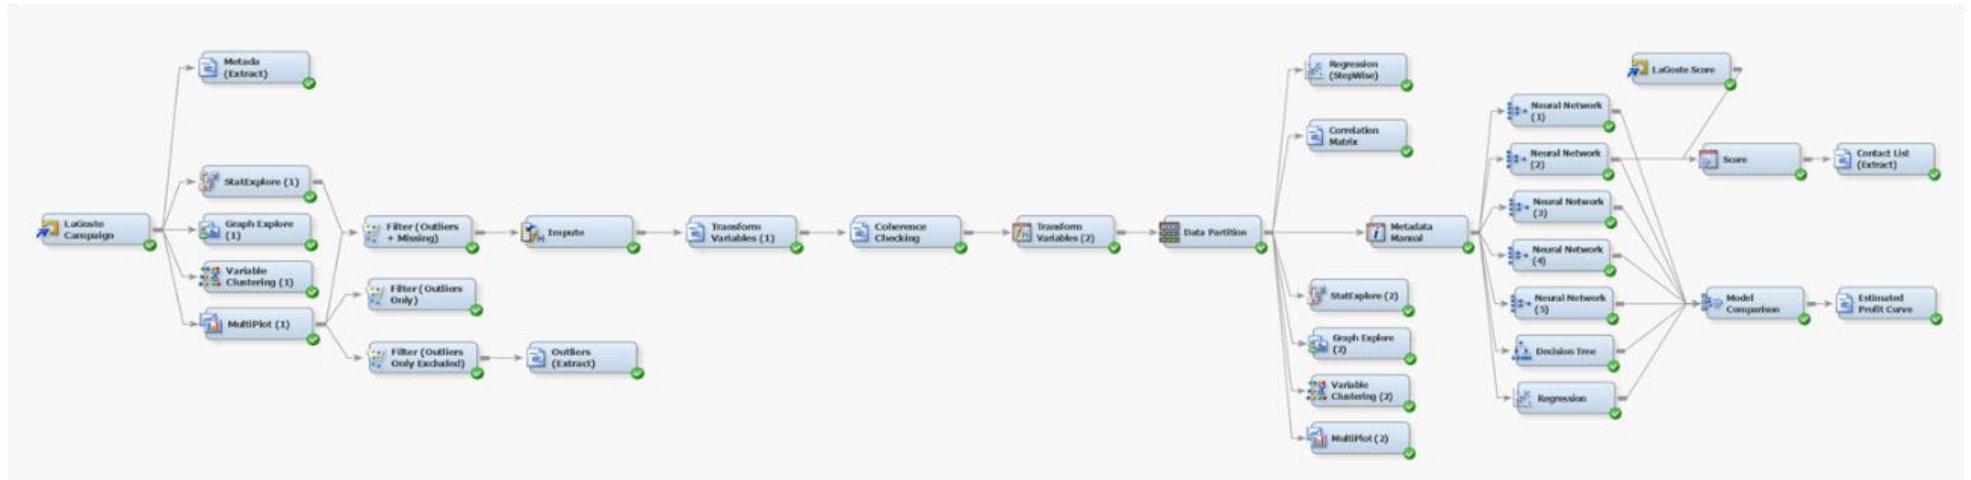 Metada
(Extract)
StatExplore (1)
LaGoste
Campaign
Graph Explore
(1)
Variable
Clustering (1)
MultiPlot (1)
Filter (Outliers
+ Missing)
Filter (Outliers
Only)
Filter (Outliers
Only Excluded)
Outliers
(Extract)
Impute
Transform
Variables (1)
Coherence
Checking
Transform
Variables (2)
Data Partition
Regression
(StepWise)
Correlation
Matrix
Metadata
Manual
StatExplore (2)
Graph Explore
(2)
Variable
Clustering (2)
MultiPlot (2)
Neural Network
(1)
Neural Network
(2)
Neural Network
(3)
Neural Network
(4)
Neural Network
(5)
Decision Tree
Regression
LaGoste Score
Score
Contact List
(Extract)
Model
Comparison
Estimated
Profit Curve